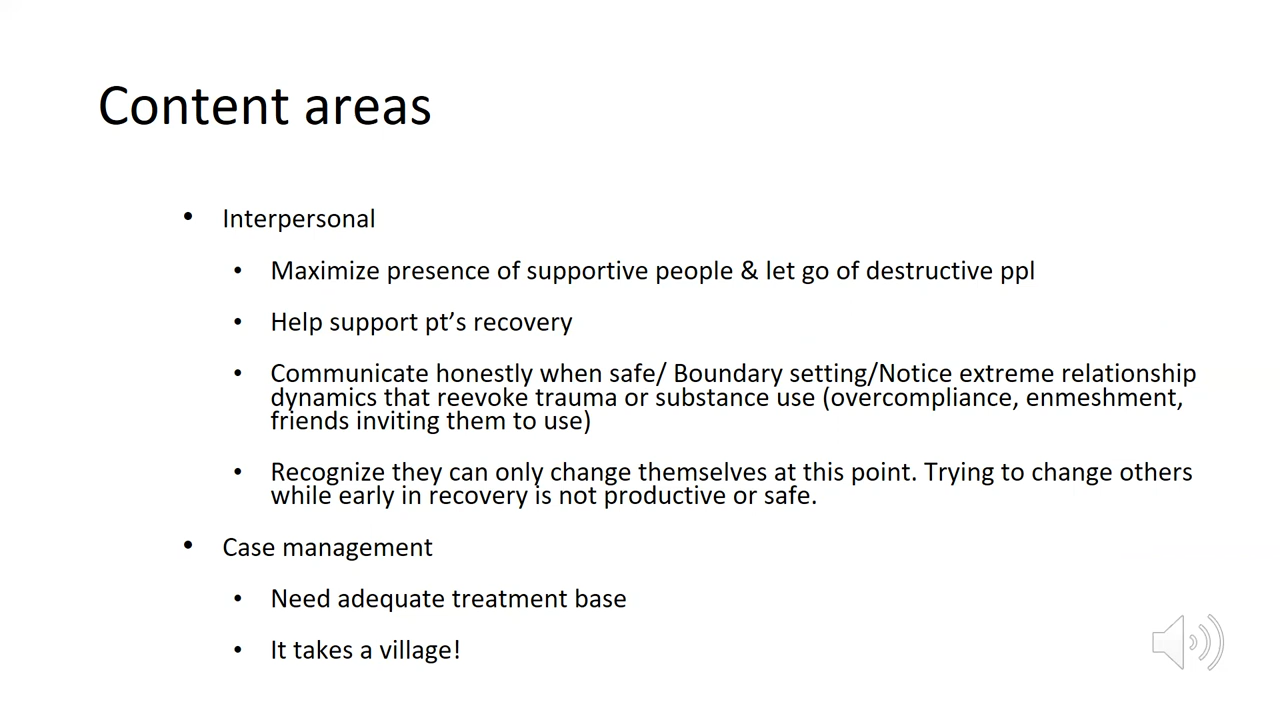 Content areas
• Interpersonal
• Maximize presence of supportive people & let go of destructive ppl
• Help support pt’s recovery
• Communicate honestly when safe/ Boundary setting/Notice extreme relationship
dynamics that reevoke trauma or substance use (overcompliance, enmeshment,
friends inviting them to use)
• Recognize they can only change themselves at this point. Trying to change others
while early in recovery is not productive or safe.
• Case management
• Need adequate treatment base
• It takes a village!